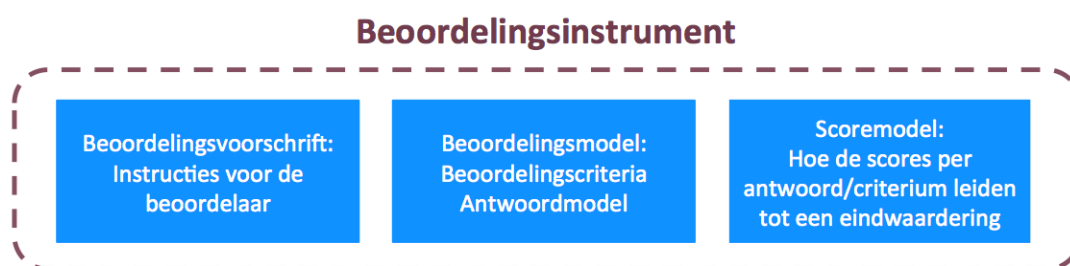 Beoordelingsinstrument
Beoordelingsvoorschrift:
Instructies voor de
beoordelaar
Beoordelingsmodel:
Beoordelingscriteria
Antwoordmodel
Scoremodel:
Hoe de scores per
antwoord/criterium leiden
tot een eindwaardering